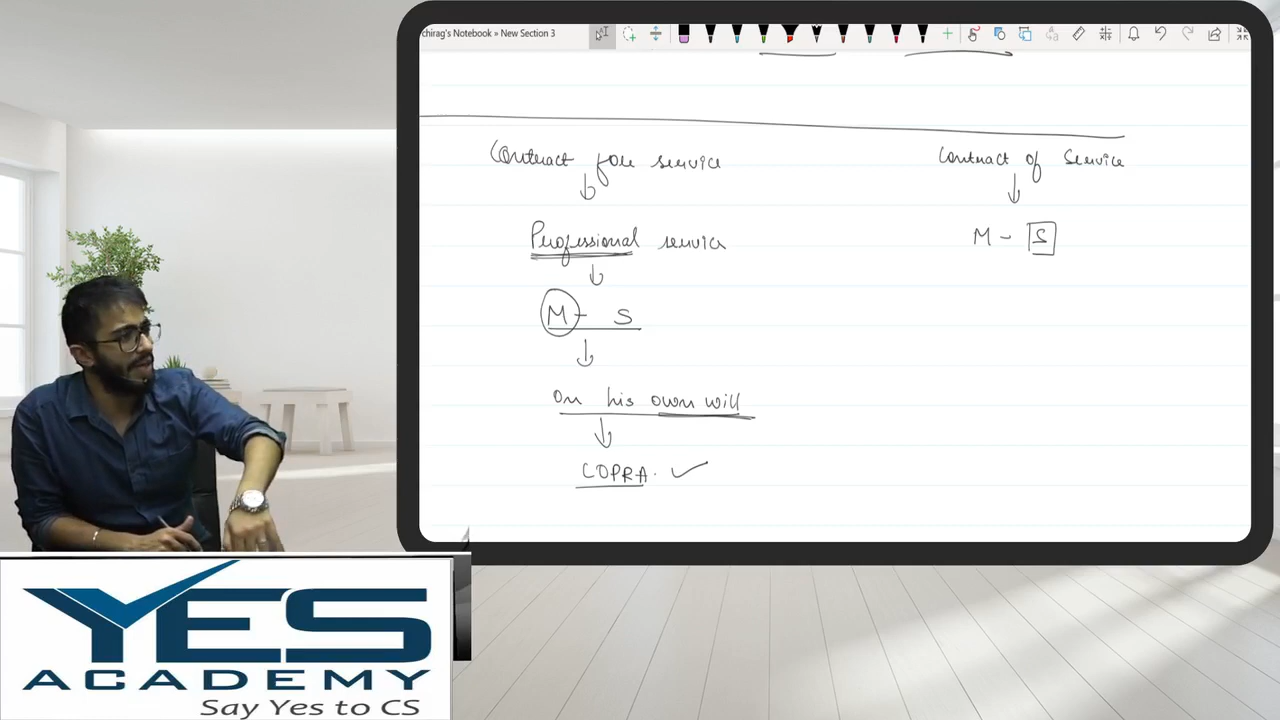 chirag's Notebook » New Section 3
Contract for service
Contract of Service
Professional service
M - S
M - S
On his own will
COPRA. ✓
YES
ACADEMY
Say Yes to CS